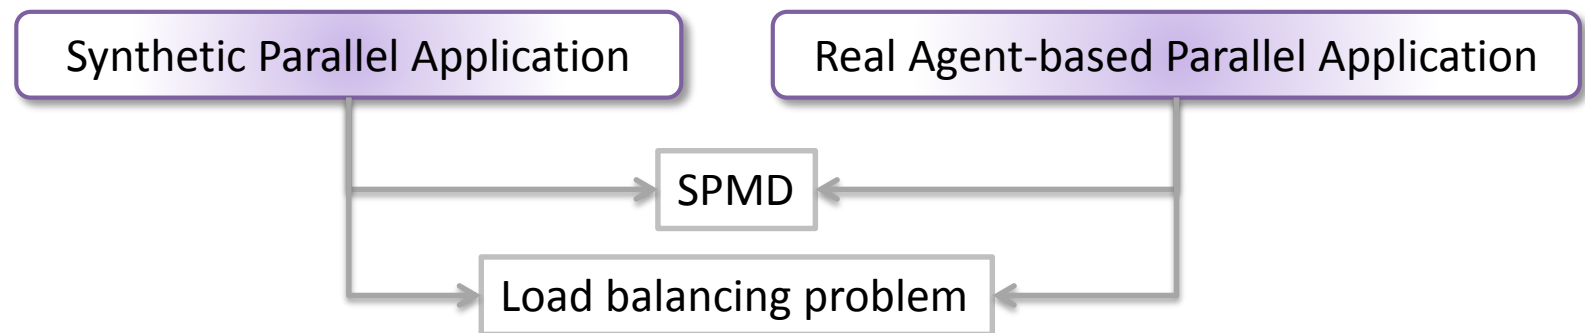 Synthetic Parallel Application
Real Agent-based Parallel Application
SPMD
Load balancing problem